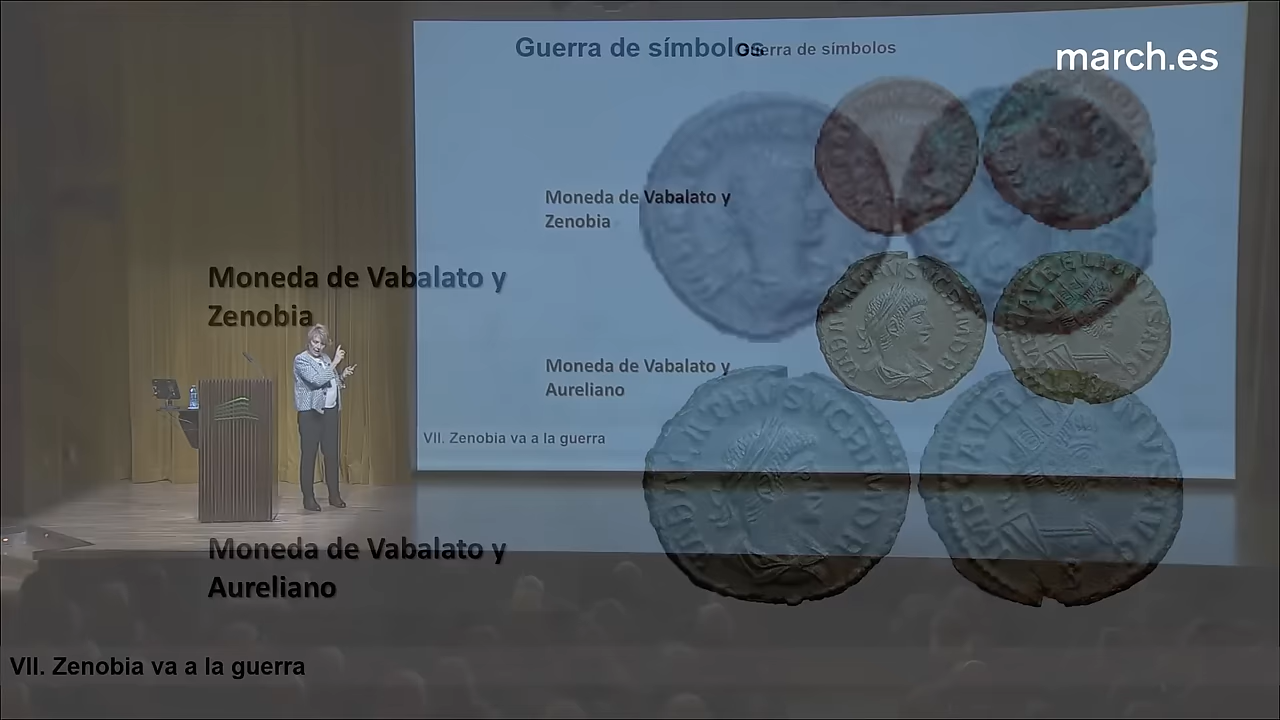 Guerra de símbolos
Guerra de símbolos
march.es
Moneda de Vabalato y
Zenobia
Moneda de Vabalato y
Zenobia
Moneda de Vabalato y
Aureliano
VII. Zenobia va a la guerra
Moneda de Vabalato y
Aureliano
VII. Zenobia va a la guerra